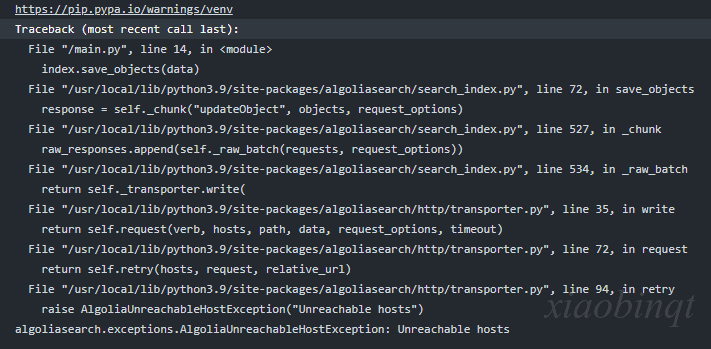 https://pip.pypa.io/warnings/venv
Traceback (most recent call last):
  File "/main.py", line 14, in <module>
    index.save_objects(data)
  File "/usr/local/lib/python3.9/site-packages/algoliasearch/search_index.py", line 72, in save_objects
    response = self._chunk("updateObject", objects, request_options)
  File "/usr/local/lib/python3.9/site-packages/algoliasearch/search_index.py", line 527, in _chunk
    raw_responses.append(self._raw_batch(requests, request_options))
  File "/usr/local/lib/python3.9/site-packages/algoliasearch/search_index.py", line 534, in _raw_batch
    return self._transporter.write(
  File "/usr/local/lib/python3.9/site-packages/algoliasearch/http/transporter.py", line 35, in write
    return self.request(verb, hosts, path, data, request_options, timeout)
  File "/usr/local/lib/python3.9/site-packages/algoliasearch/http/transporter.py", line 72, in request
    return self.retry(hosts, request, relative_url)
  File "/usr/local/lib/python3.9/site-packages/algoliasearch/http/transporter.py", line 94, in retry
    raise AlgoliaUnreachableHostException("Unreachable hosts")
xiaobinqt
algoliasearch.exceptions.AlgoliaUnreachableHostException: Unreachable hosts